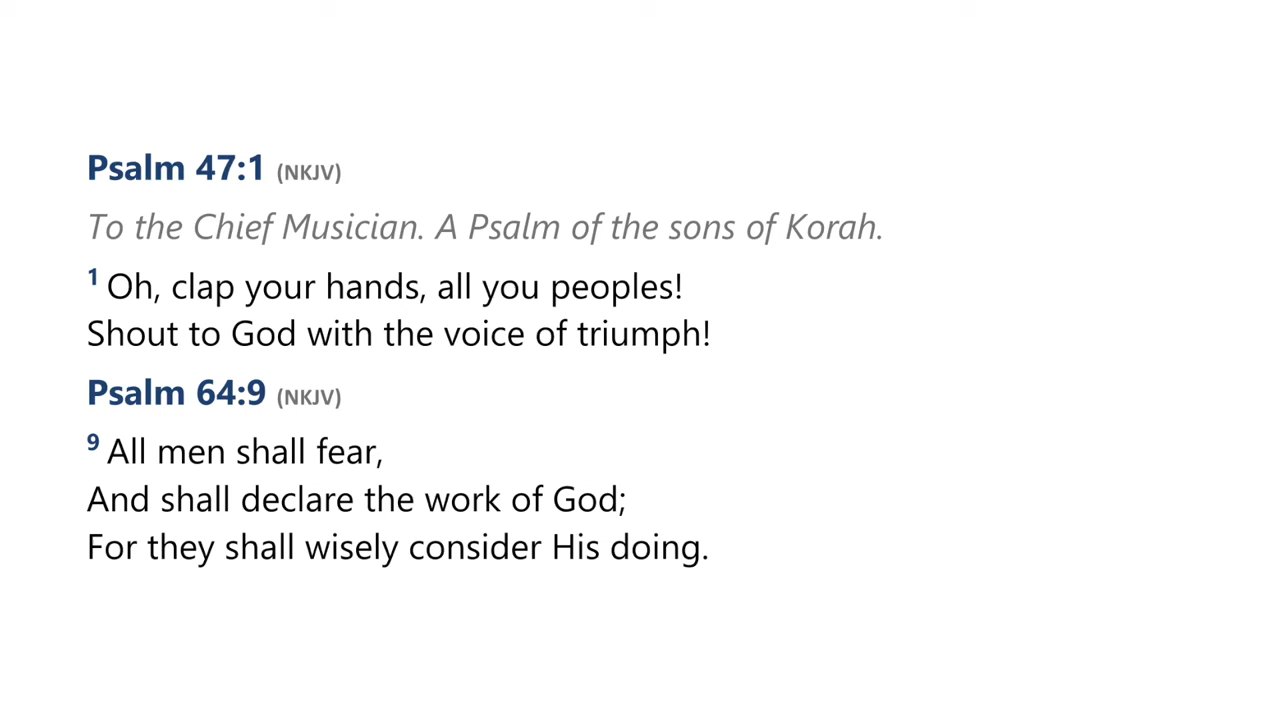 Psalm 47:1 (NKJV)
To the Chief Musician. A Psalm of the sons of Korah.
1 Oh, clap your hands, all you peoples!
Shout to God with the voice of triumph!
Psalm 64:9 (NKJV)
9 All men shall fear,
And shall declare the work of God;
For they shall wisely consider His doing.